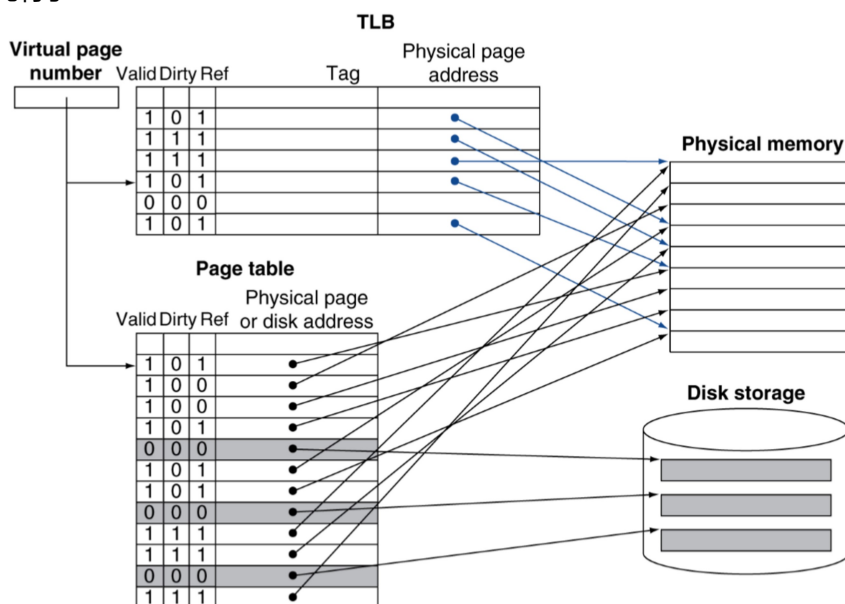 TLB
Virtual page
number
Valid Dirty Ref
Tag
Physical page
address
1 0 1
1 1 1
1 1 1
1 0 1
0 0 0
1 0 1
Physical memory
Page table
Physical page
or disk address
Valid Dirty Ref
1 0 1
1 0 0
1 0 0
1 0 1
0 0 0
1 0 1
1 0 1
0 0 0
1 1 1
1 1 1
0 0 0
1 1 1
Disk storage